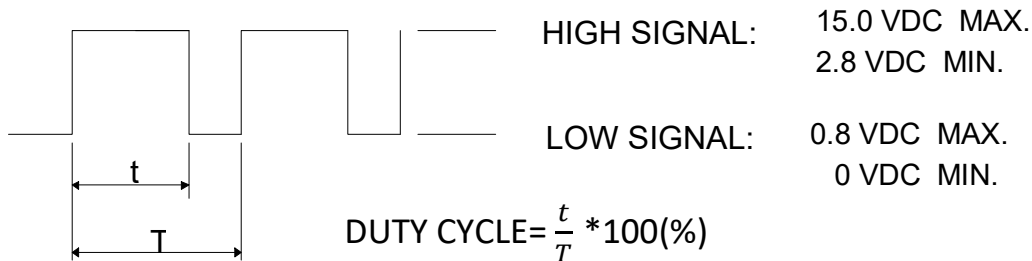 HIGH SIGNAL: 15.0 VDC MAX.
2.8 VDC MIN.
LOW SIGNAL: 0.8 VDC MAX.
0 VDC MIN.
t
T
DUTY CYCLE= t/T *100(%)